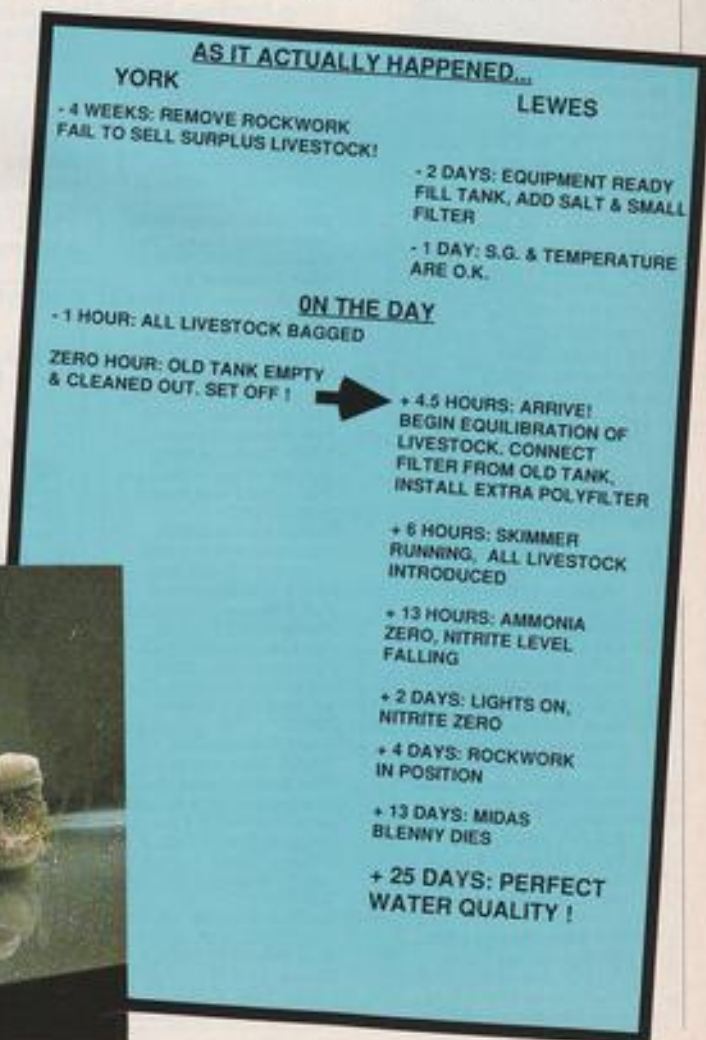 AS IT ACTUALLY HAPPENED...
YORK
LEWES
- 4 WEEKS: REMOVE ROCKWORK
FAIL TO SELL SURPLUS LIVESTOCK!
- 2 DAYS: EQUIPMENT READY
FILL TANK, ADD SALT & SMALL
FILTER
- 1 DAY: S.G. & TEMPERATURE
ARE O.K.
0N THE DAY
- 1 HOUR: ALL LIVESTOCK BAGGED
ZERO HOUR: OLD TANK EMPTY
& CLEANED OUT. SET OFF !
+ 4.5 HOURS: ARRIVE!
BEGIN EQUILIBRATION OF
LIVESTOCK. CONNECT
FILTER FROM OLD TANK,
INSTALL EXTRA POLYFILTER
+ 6 HOURS: SKIMMER
RUNNING, ALL LIVESTOCK
INTRODUCED
+ 13 HOURS: AMMONIA
ZERO, NITRITE LEVEL
FALLING
+ 2 DAYS: LIGHTS ON,
NITRITE ZERO
+ 4 DAYS: ROCKWORK
IN POSITION
+ 13 DAYS: MIDAS
BLENNY DIES
+ 25 DAYS: PERFECT
WATER QUALITY !